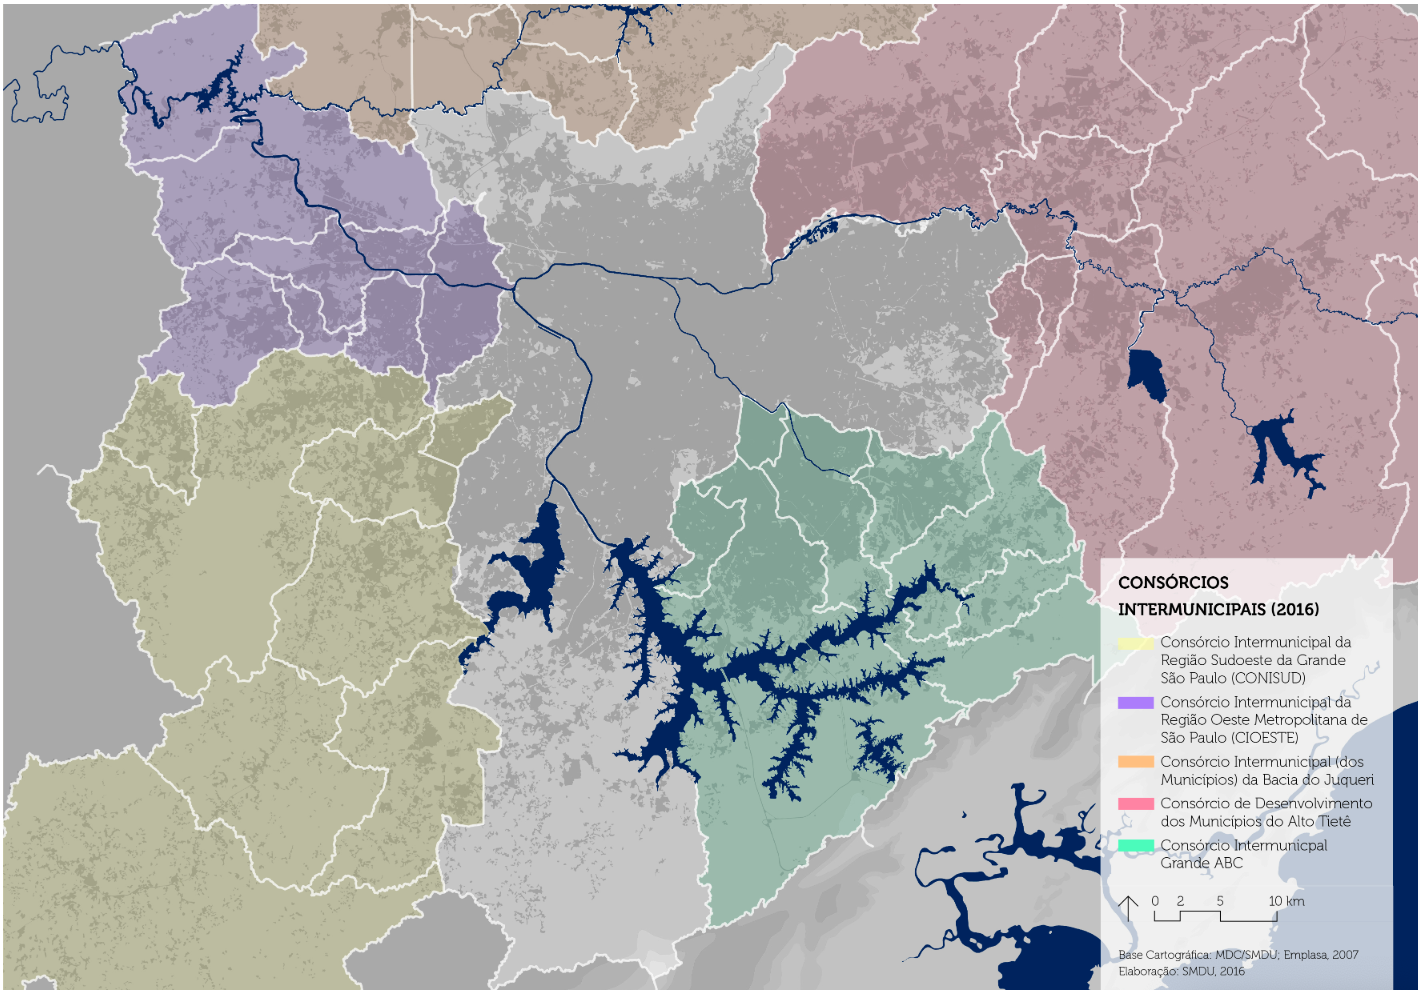 CONSÓRCIOS
INTERMUNICIPAIS (2016)
Consórcio Intermunicipal da
Região Sudoeste da Grande
São Paulo (CONISUD)
Consórcio Intermunicipal da
Região Oeste Metropolitana de
São Paulo (CIOESTE)
Consórcio Intermunicipal (dos
Municípios) da Bacia do Juqueri
Consórcio de Desenvolvimento
dos Municípios do Alto Tietê
Consórcio Intermunicpal
Grande ABC
0 2 5 10 km
Base Cartográfica: MDC/SMDU; Emplasa, 2007
Elaboração: SMDU, 2016